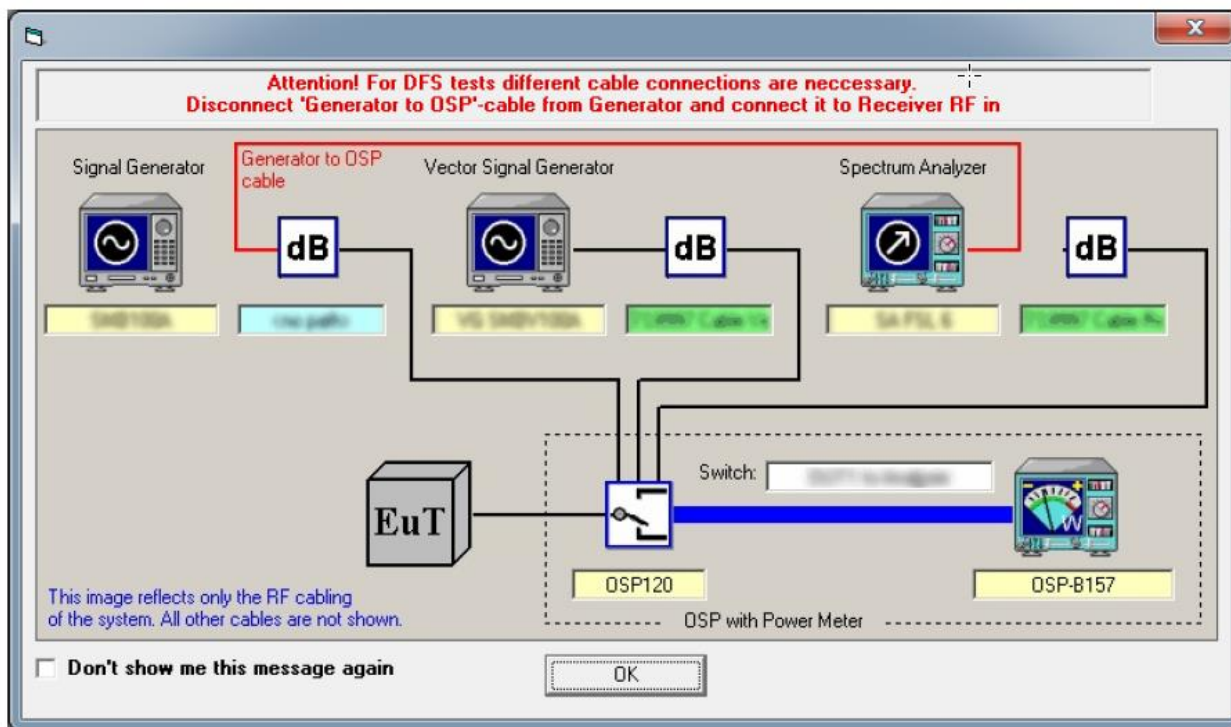 Attention! For DFS tests different cable connections are neccessary.
Disconnect 'Generator to OSP'-cable from Generator and connect it to Receiver RF in
Signal Generator
Generator to OSP
cable
Vector Signal Generator
Spectrum Analyzer
dB
dB
dB
EuT
Switch:
W
OSP120
OSP-B157
OSP with Power Meter
This image reflects only the RF cabling
of the system. All other cables are not shown.
Don't show me this message again
OK